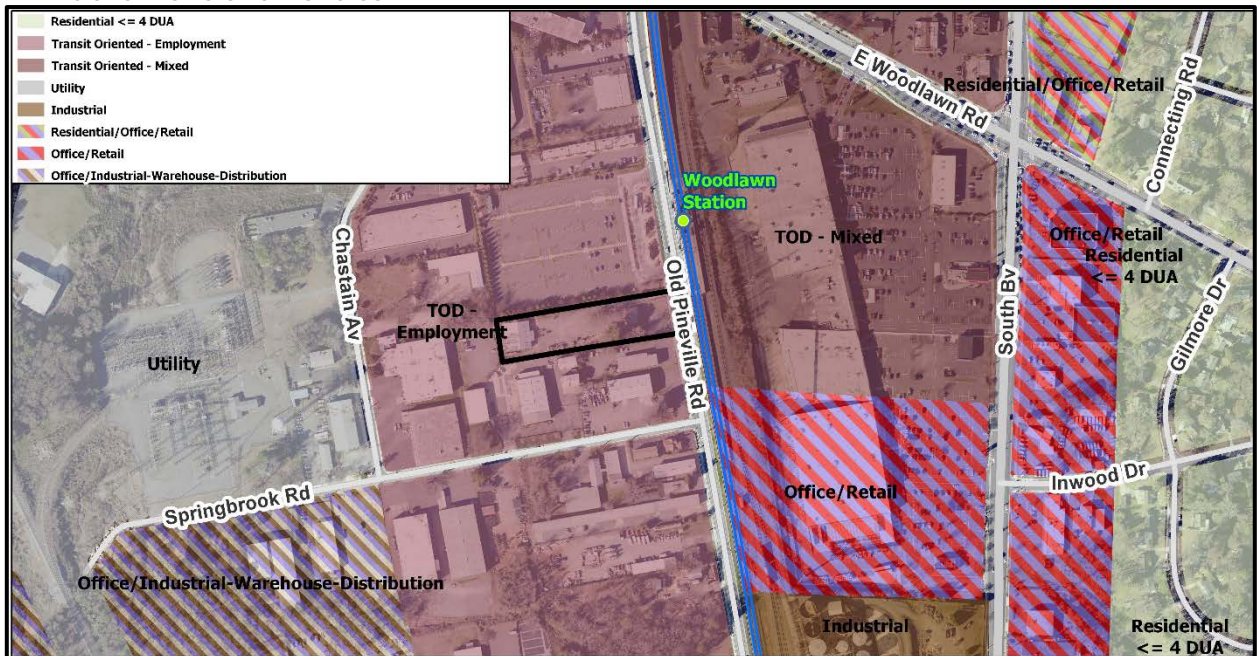 Residential <= 4 DUA
Transit Oriented - Employment
Transit Oriented - Mixed
Utility
Industrial
Residential/Office/Retail
Office/Retail
Office/Industrial-Warehouse-Distribution
E Woodlawn Rd
Residential/Office/Retail
Connecting Rd
Woodlawn
Station
Chastain Av
TOD - Mixed
Office/Retail
Residential
<= 4 DUA
Old Pineville Rd
South Bv
Gilmore Dr
TOD -
Employment
Utility
Springbrook Rd
Office/Retail
Inwood Dr
Office/Industrial-Warehouse-Distribution
Industrial
Residential
<= 4 DUA